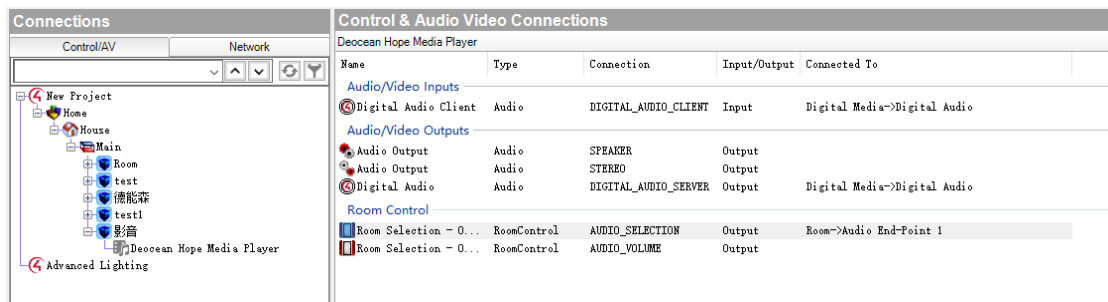 Connections
Control/AV Network
New Project
Home
House
Main
Room
test
德能森
test1
影音
Deocean Hope Media Player
Advanced Lighting
Control & Audio Video Connections
Deocean Hope Media Player
Name Type Connection Input/Output Connected To
Audio/Video Inputs
Digital Audio Client Audio DIGITAL_AUDIO_CLIENT Input Digital Media->Digital Audio
Audio/Video Outputs
Audio Output Audio SPEAKER Output
Audio Output Audio STEREO Output
Digital Audio Audio DIGITAL_AUDIO_SERVER Output Digital Media->Digital Audio
Room Control
Room Selection - O... RoomControl AUDIO_SELECTION Output Room->Audio End-Point 1
Room Selection - O... RoomControl AUDIO_VOLUME Output